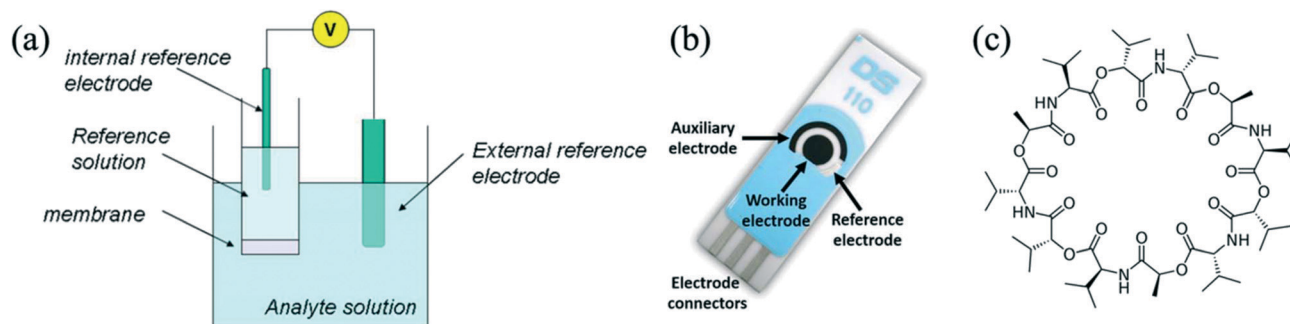 (a)
V
internal reference
electrode
Reference
solution
membrane
External reference
electrode
Analyte solution
(b)
DS
110
Auxiliary
electrode
Working
electrode
Reference
electrode
Electrode
connectors
(c)
O
NH
O
O
O
HN
O
O
O
O
NH
O
O
O
HN
O
O
O
O
NH
O
O
O
HN
O
O
O